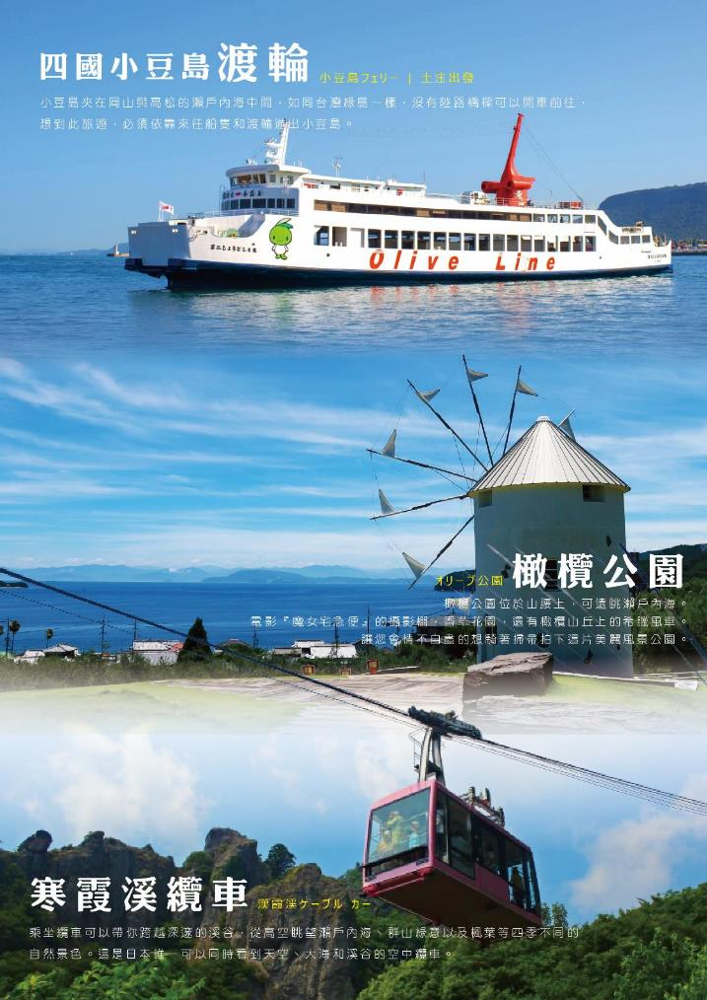 四國小豆島渡輪 小豆島フェリー | 土庄出發
小豆島夾在岡山與高松的瀨戶內海中間,如同台灣綠島一樣,沒有陸路橋樑可以開車前往,
想到此旅遊,必須依靠來往船隻和渡輪進出小豆島。
Olive Line
オリーブ公園 橄欖公園
橄欖公園位於山腰上,可遠眺瀨戶內海。
電影『魔女宅急便』的攝影棚,香草花園,還有橄欖山丘上的希臘風車。
讓您會情不自盡的想騎著掃帚拍下這片美麗風景公園。
寒霞溪纜車 漢霞渓ケーブル カー
乘坐纜車可以帶你跨越深邃的溪谷,從高空眺望瀨戶內海、群山綠意以及楓葉等四季不同的
自然景色。這是日本唯一可以同時看到天空、大海和溪谷的空中纜車。